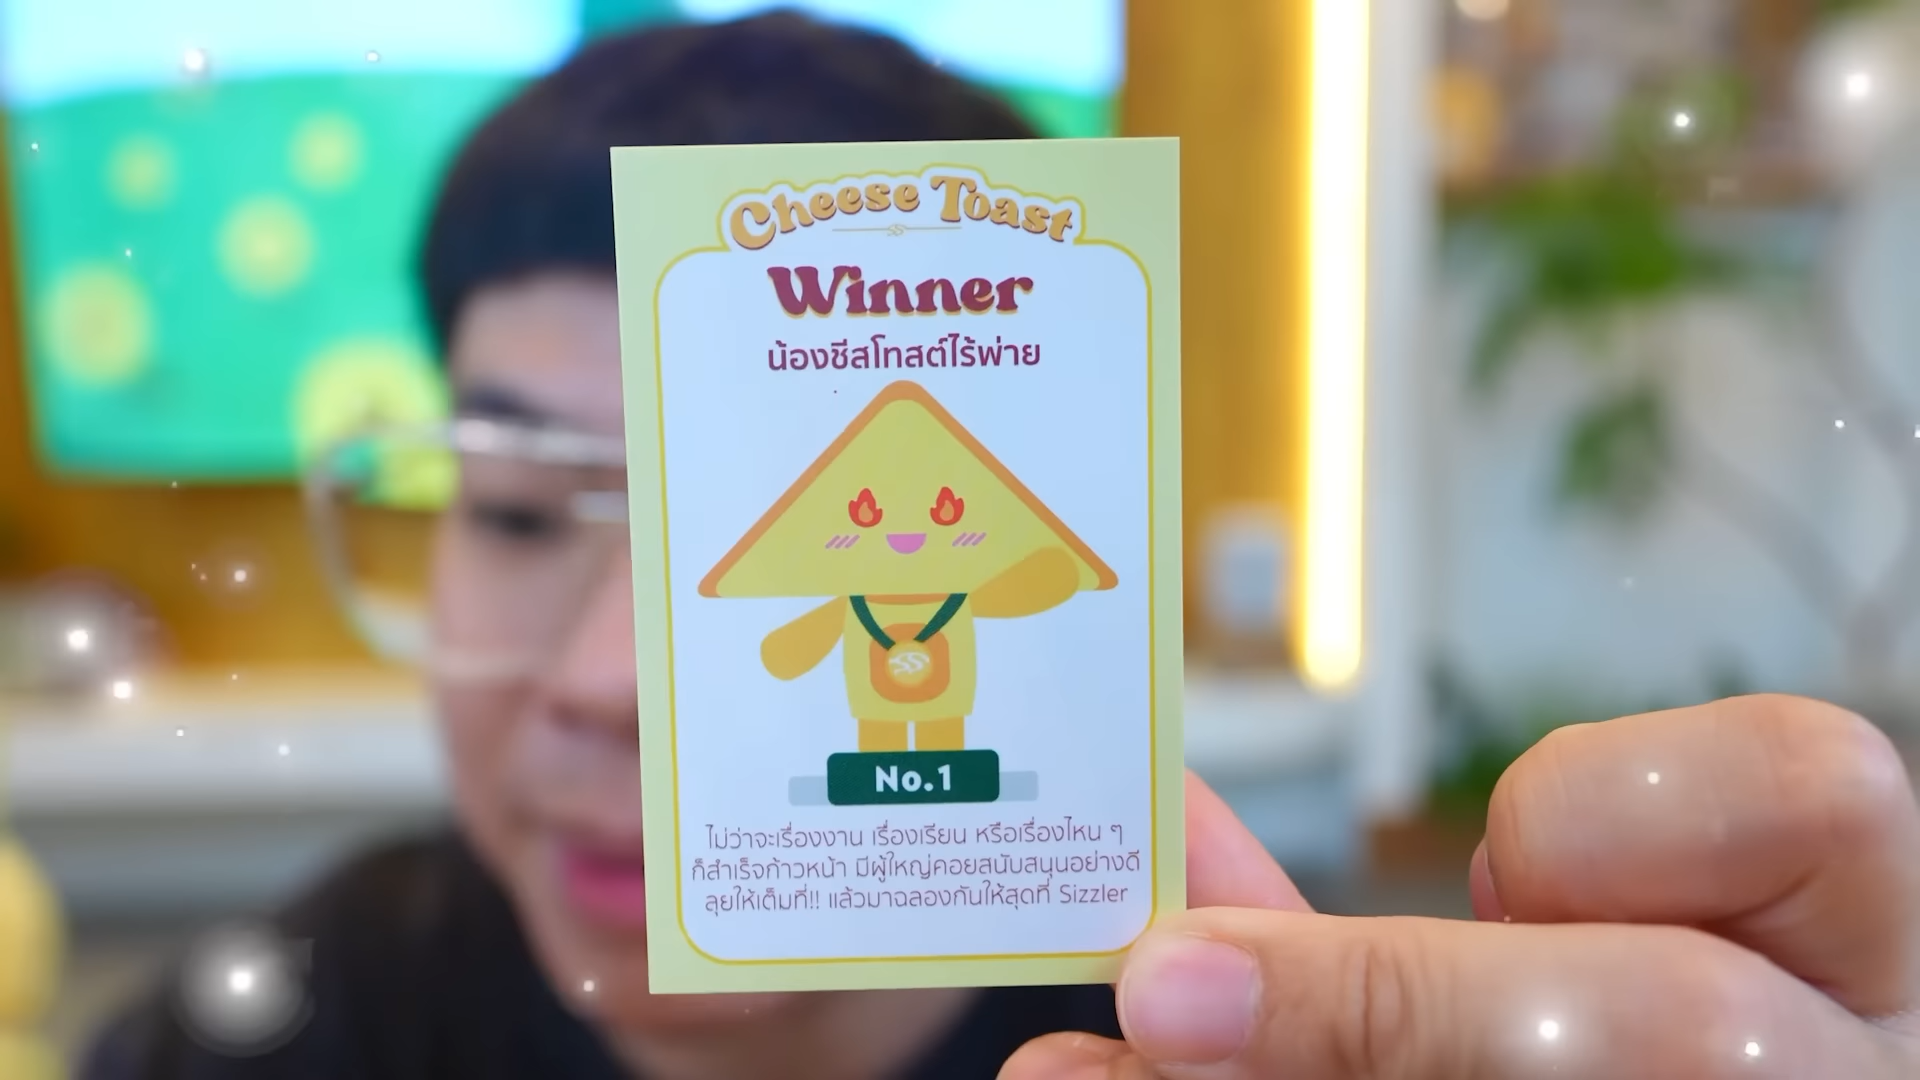 Cheese Toast
Winner
น้องชีสโทสต์ไร้พ่าย
No.1
ไม่ว่าจะเรื่องงาน เรื่องเรียน หรือเรื่องไหน ๆ
ก็สำเร็จก้าวหน้า มีผู้ใหญ่คอยสนับสนุนอย่างดี
ลุยให้เต็มที่!! แล้วมาฉลองกันให้สุดที่ Sizzler